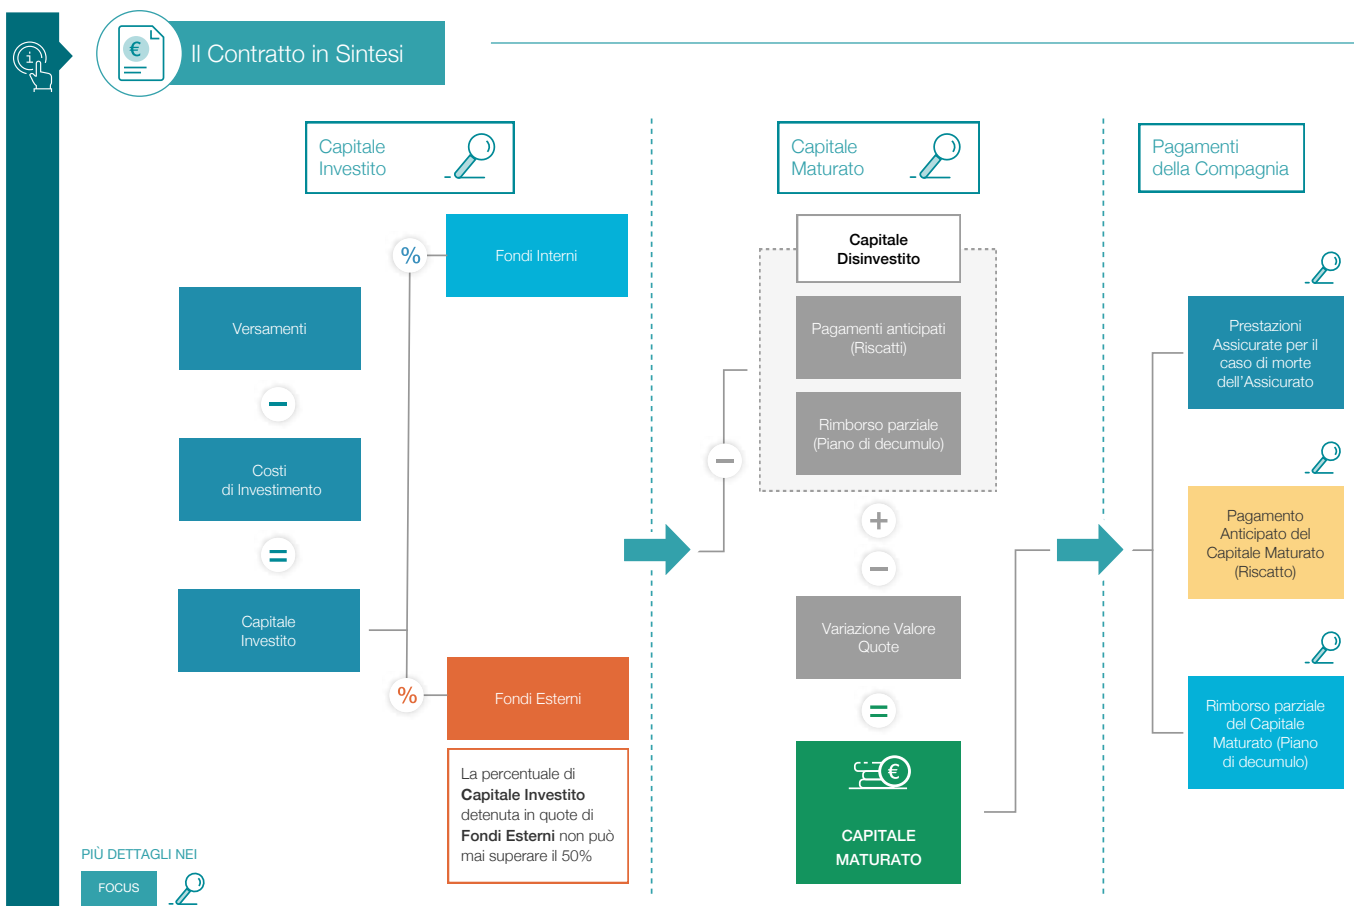 Il Contratto in Sintesi
Capitale
Investito
Fondi Interni
%
Versamenti
−
Costi
di Investimento
=
Capitale
Investito
%
Fondi Esterni
La percentuale di
Capitale Investito
detenuta in quote di
Fondi Esterni non può
mai superare il 50%
PIÙ DETTAGLI NEI
FOCUS
Capitale
Maturato
Capitale
Disinvestito
Pagamenti anticipati
(Riscatti)
Rimborso parziale
(Piano di decumulo)
−
+
−
Variazione Valore
Quote
=
€
CAPITALE
MATURATO
Pagamenti
della Compagnia
Prestazioni
Assicurate per il
caso di morte
dell'Assicurato
Pagamento
Anticipato del
Capitale Maturato
(Riscatto)
Rimborso parziale
del Capitale
Maturato (Piano
di decumulo)